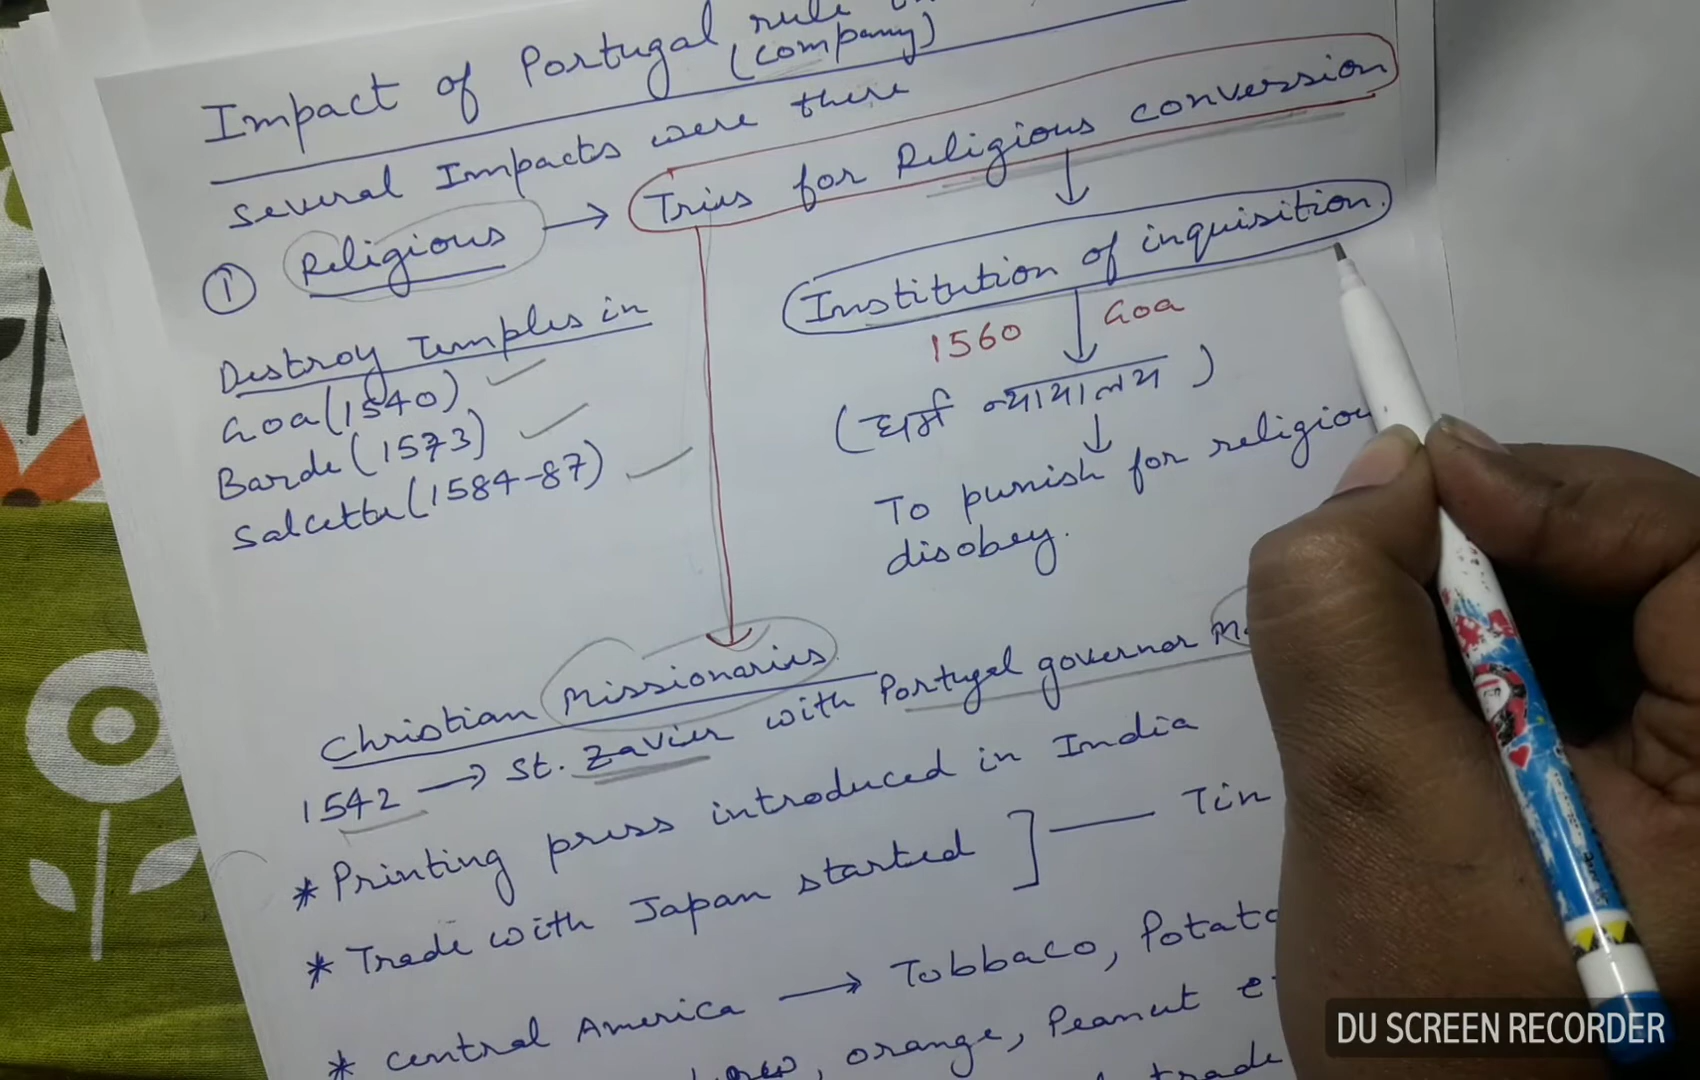 Impact of Portugal rule
(company)
Several Impacts were there
① Religious → Tries for Religious conversion
Institution of inquisition.
1560 Goa
(धर्म न्यायालय)
To punish for religiou
disobey.
Destroy Temples in
Goa (1540)
Barde (1573)
Salcette (1584-87)
Christian Missionaries
1542 → St. Zavier with Portugal governor
* Printing press introduced in India
* Trade with Japan started ] — Tin
* Central America → Tobbaco, Potato
orange, Peanut
trade
DU SCREEN RECORDER